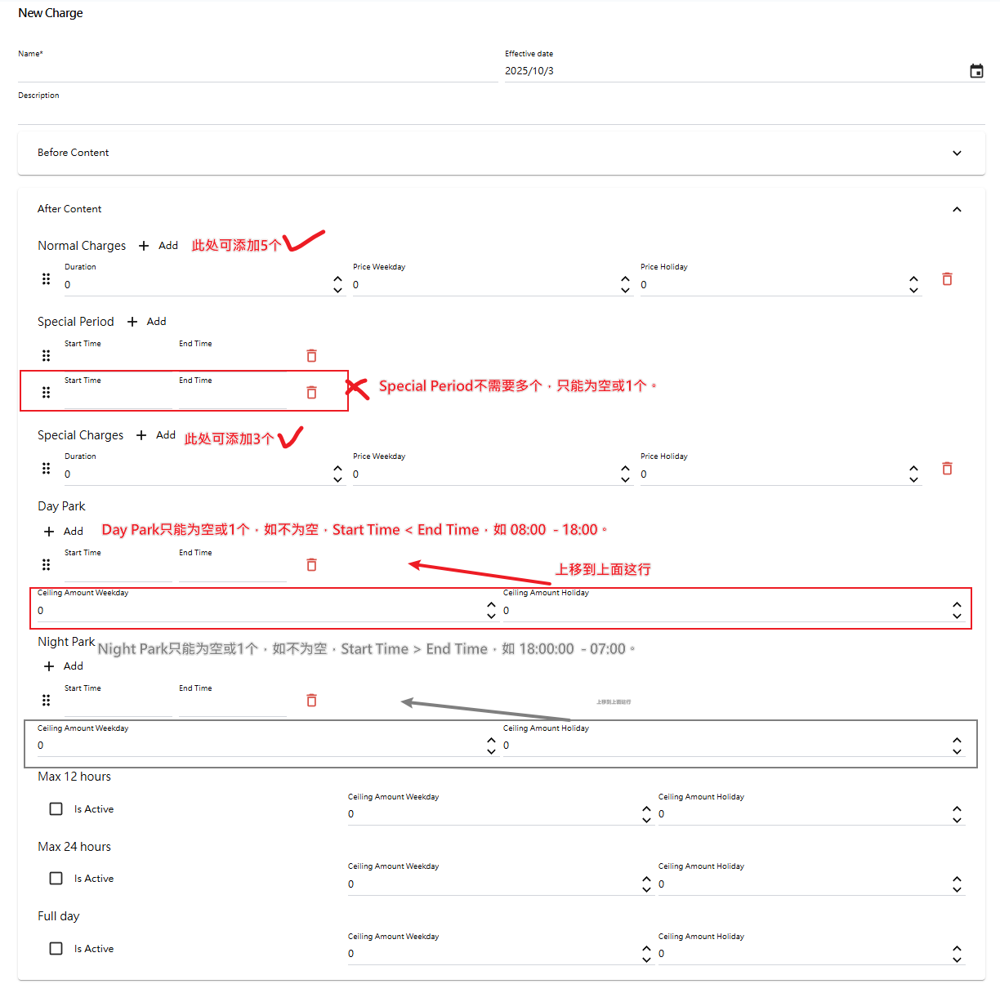 New Charge
Name*
Effective date
2025/10/3
Description
Before Content
After Content
Normal Charges + Add 此处可添加5个
Duration Price Weekday Price Holiday
0 0 0
Special Period + Add
Start Time End Time
Start Time End Time
Special Period不需要多个，只能为空或1个。
Special Charges + Add 此处可添加3个
Duration Price Weekday Price Holiday
0 0 0
Day Park
+ Add Day Park只能为空或1个，如不为空，Start Time < End Time，如 08:00 - 18:00。
Start Time End Time
上移到上面这行
Ceiling Amount Weekday Ceiling Amount Holiday
0 0
Night Park
Night Park只能为空或1个，如不为空，Start Time > End Time，如 18:00:00 - 07:00。
+ Add
Start Time End Time
上移到上面这行
Ceiling Amount Weekday Ceiling Amount Holiday
0 0
Max 12 hours
Is Active
Ceiling Amount Weekday Ceiling Amount Holiday
0 0
Max 24 hours
Is Active
Ceiling Amount Weekday Ceiling Amount Holiday
0 0
Full day
Is Active
Ceiling Amount Weekday Ceiling Amount Holiday
0 0